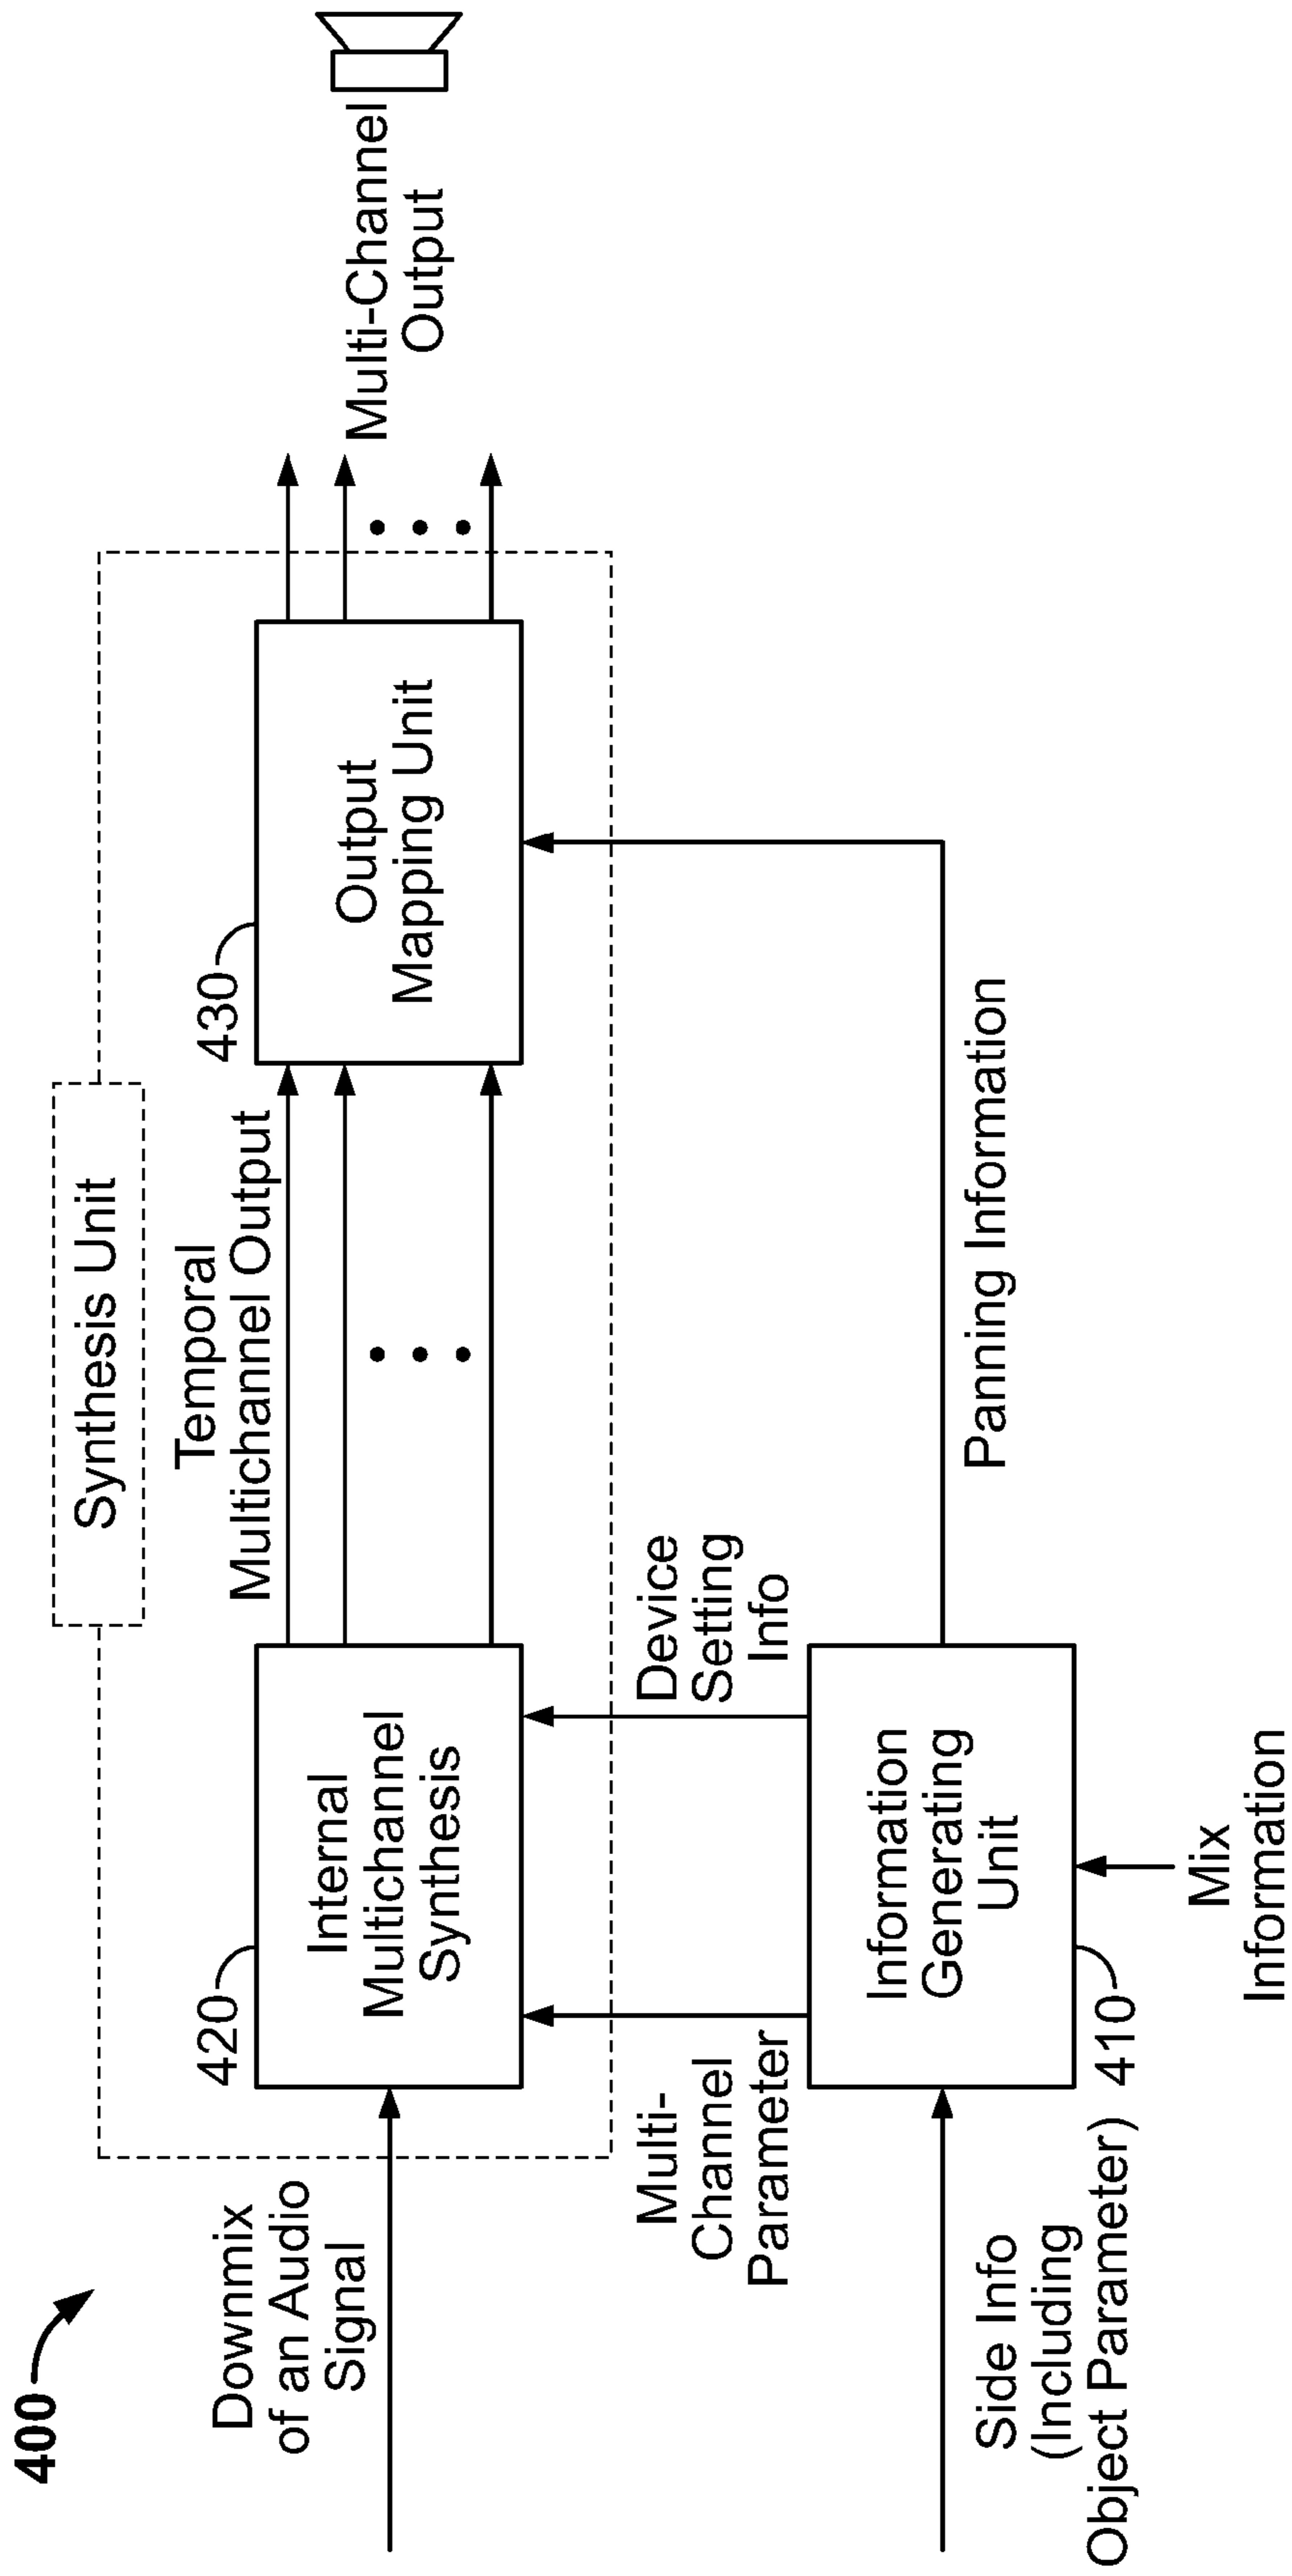 400
Synthesis Unit
Downmix
of an Audio
Signal
420
Internal
Multichannel
Synthesis
Temporal
Multichannel Output
430
Output
Mapping Unit
Multi-Channel
Output
Multi-
Channel
Parameter
Device
Setting
Info
Side Info
(Including
Object Parameter)
410
Information
Generating
Unit
Mix
Information
Panning Information